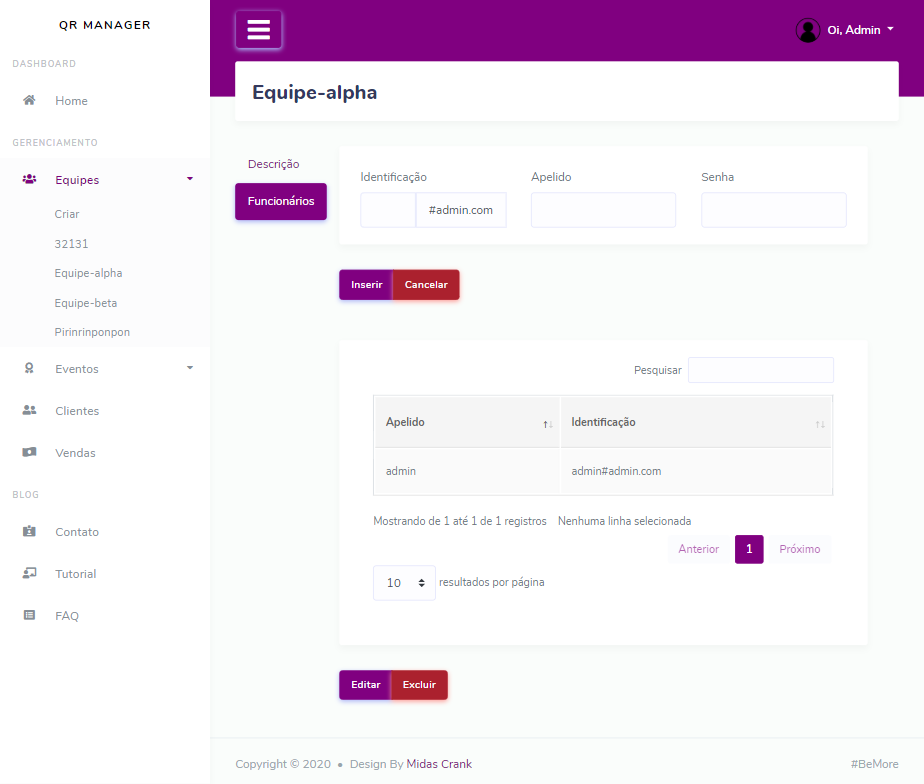 QR MANAGER
DASHBOARD
Home
GERENCIAMENTO
Equipes
Criar
32131
Equipe-alpha
Equipe-beta
Pirinrinponpon
Eventos
Clientes
Vendas
BLOG
Contato
Tutorial
FAQ
Oi, Admin
Equipe-alpha
Descrição
Funcionários
Identificação Apelido Senha
#admin.com
Inserir Cancelar
Pesquisar
Apelido Identificação
admin admin#admin.com
Mostrando de 1 até 1 de 1 registros Nenhuma linha selecionada
Anterior 1 Próximo
10 resultados por página
Editar Excluir
Copyright © 2020 • Design By Midas Crank #BeMore